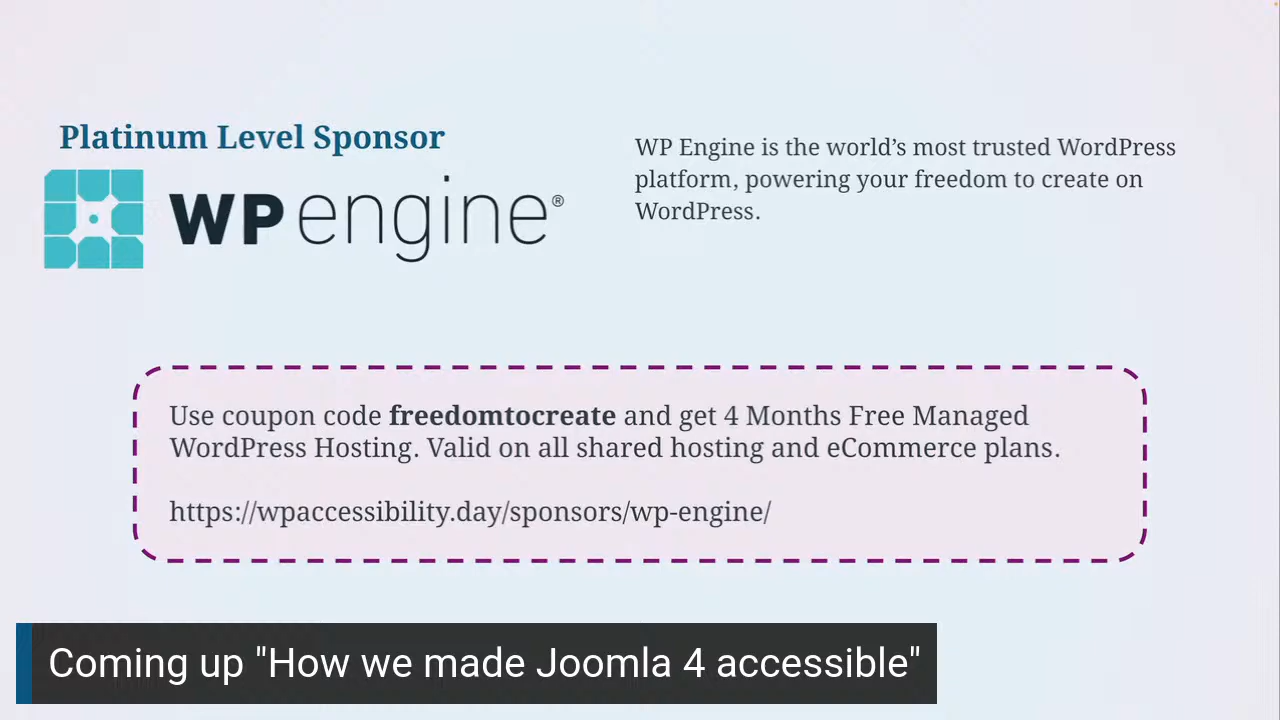 Platinum Level Sponsor
WP engine®
WP Engine is the world’s most trusted WordPress
platform, powering your freedom to create on
WordPress.
Use coupon code freedomtocreate and get 4 Months Free Managed
WordPress Hosting. Valid on all shared hosting and eCommerce plans.
https://wpaccessibility.day/sponsors/wp-engine/
Coming up "How we made Joomla 4 accessible"